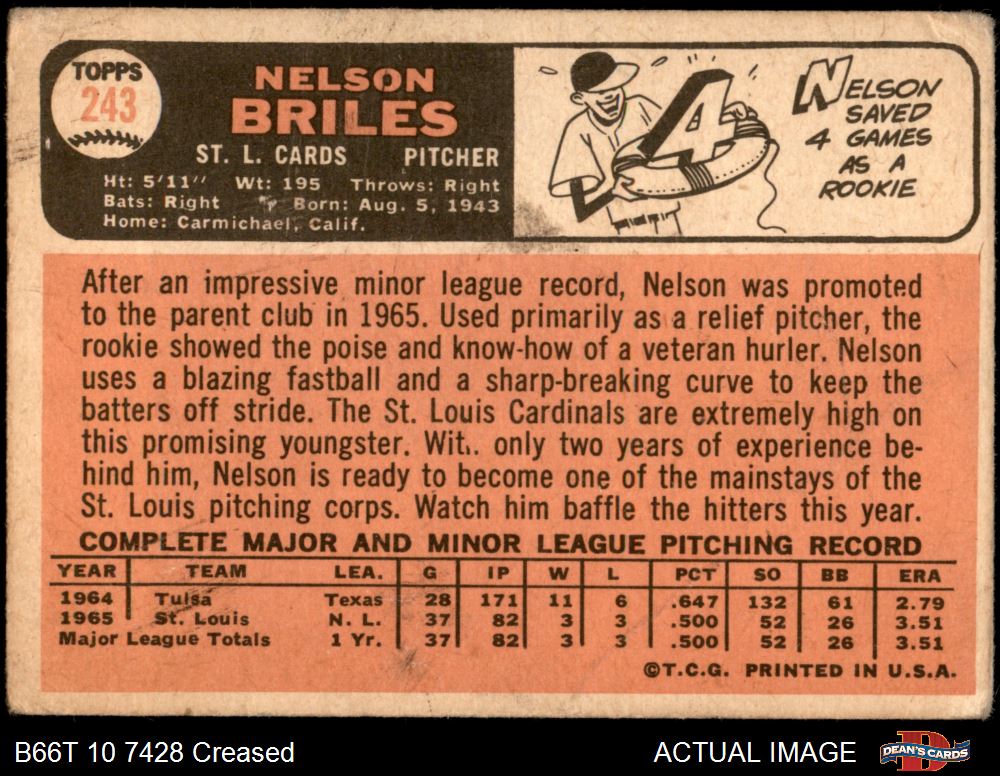 TOPPS
243
NELSON
BRILES
ST. L. CARDS PITCHER
Ht: 5'11" Wt: 195 Throws: Right
Bats: Right Born: Aug. 5, 1943
Home: Carmichael, Calif.
4
NELSON
SAVED
4 GAMES
AS A
ROOKIE
After an impressive minor league record, Nelson was promoted
to the parent club in 1965. Used primarily as a relief pitcher, the
rookie showed the poise and know-how of a veteran hurler. Nelson
uses a blazing fastball and a sharp-breaking curve to keep the
batters off stride. The St. Louis Cardinals are extremely high on
this promising youngster. With only two years of experience be-
hind him, Nelson is ready to become one of the mainstays of the
St. Louis pitching corps. Watch him baffle the hitters this year.
COMPLETE MAJOR AND MINOR LEAGUE PITCHING RECORD
YEAR TEAM LEA. G IP W L PCT SO BB ERA
1964 Tulsa Texas 28 171 11 6 .647 132 61 2.79
1965 St. Louis N. L. 37 82 3 3 .500 52 26 3.51
Major League Totals 1 Yr. 37 82 3 3 .500 52 26 3.51
©T.C.G. PRINTED IN U.S.A.
B66T 10 7428 Creased
ACTUAL IMAGE
DEAN'S CARDS